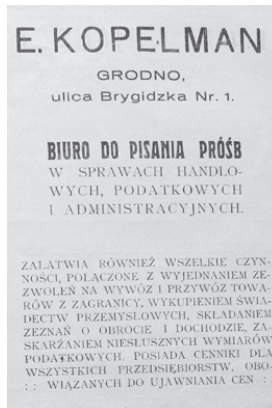 E. KOPELMAN
GRODNO,
ulica Brygidzka Nr. 1.
BIURO DO PISANIA PRÓŚB
W SPRAWACH HANDLO-
WYCH, PODATKOWYCH
I ADMINISTRACYJNYCH.
ZAŁATWIA RÓWNIEŻ WSZELKIE CZYN-
NOŚCI, POŁĄCZONE Z WYJEDNANIEM ZE-
ZWOLEŃ NA WYWÓZ I PRZYWÓZ TOWA-
RÓW Z ZAGRANICY, WYKUPIENIEM ŚWIA-
DECTW PRZEMYSŁOWYCH, SKŁADANIEM
ZEZNAŃ O OBROCIE I DOCHODZIE, ZA-
SKARŻANIEM NIESŁUSZNYCH WYMIARÓW
PODATKOWYCH. POSIADA CENNIKI DLA
WSZYSTKICH PRZEDSIĘBIORSTW, OBO-
: : WIĄZANYCH DO UJAWNIANIA CEN : :